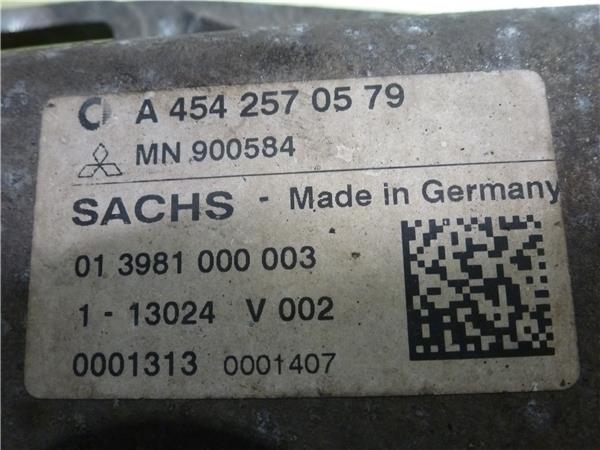 A 454 257 05 79
MN 900584
SACHS - Made in Germany
01 3981 000 003
1 - 13024 V 002
0001313 0001407